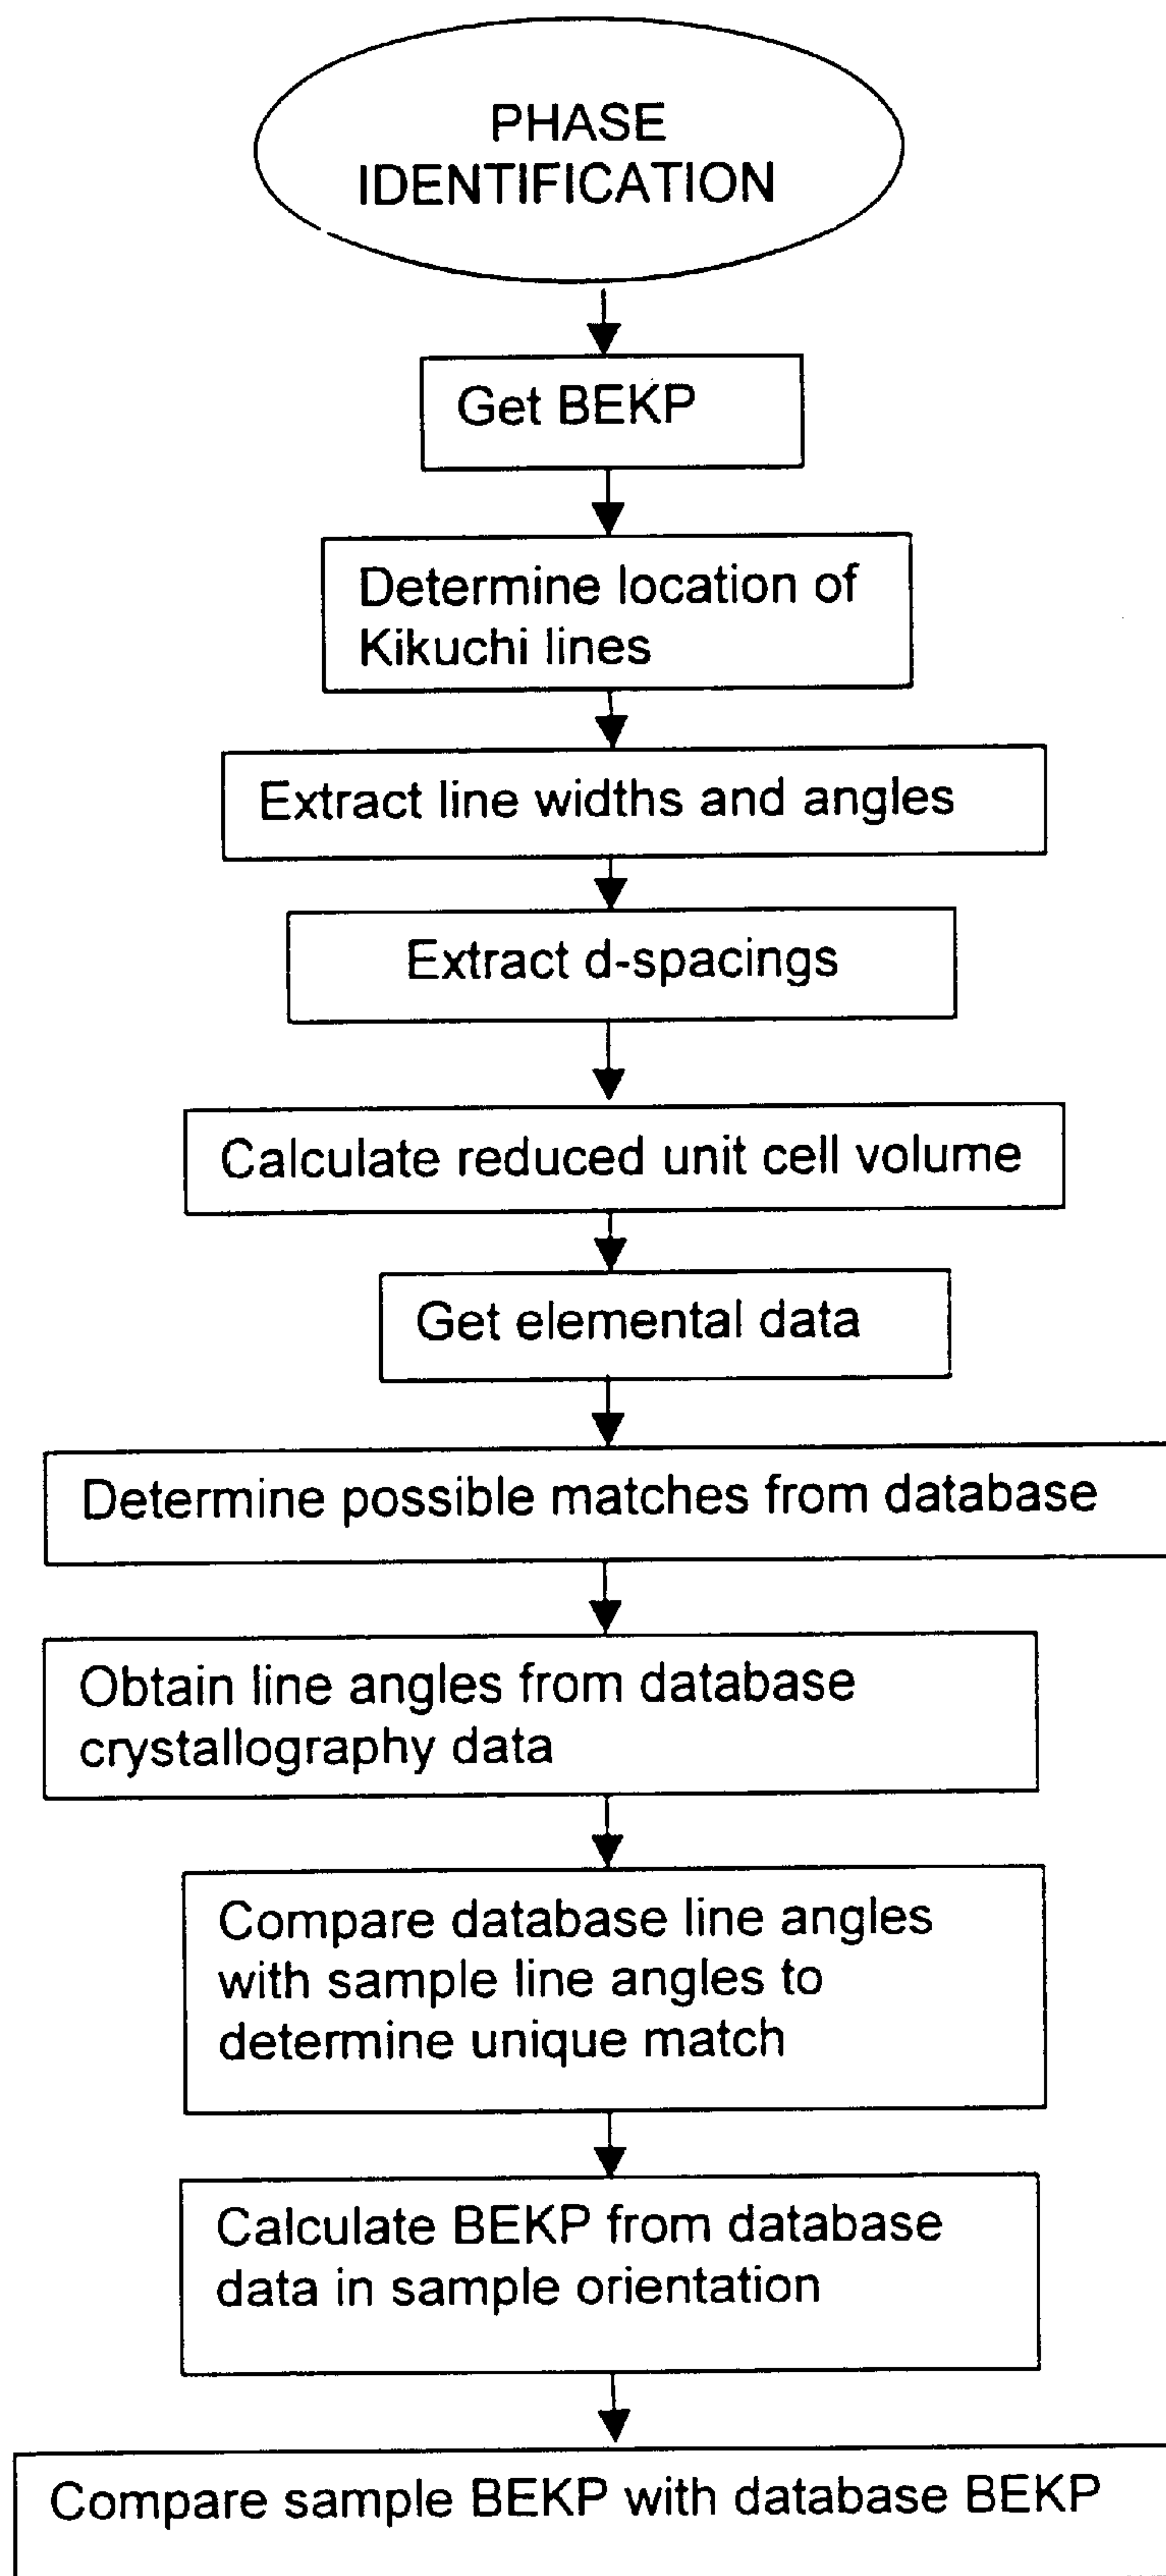 PHASE
IDENTIFICATION
Get BEKP
Determine location of
Kikuchi lines
Extract line widths and angles
Extract d-spacings
Calculate reduced unit cell volume
Get elemental data
Determine possible matches from database
Obtain line angles from database
crystallography data
Compare database line angles
with sample line angles to
determine unique match
Calculate BEKP from database
data in sample orientation
Compare sample BEKP with database BEKP